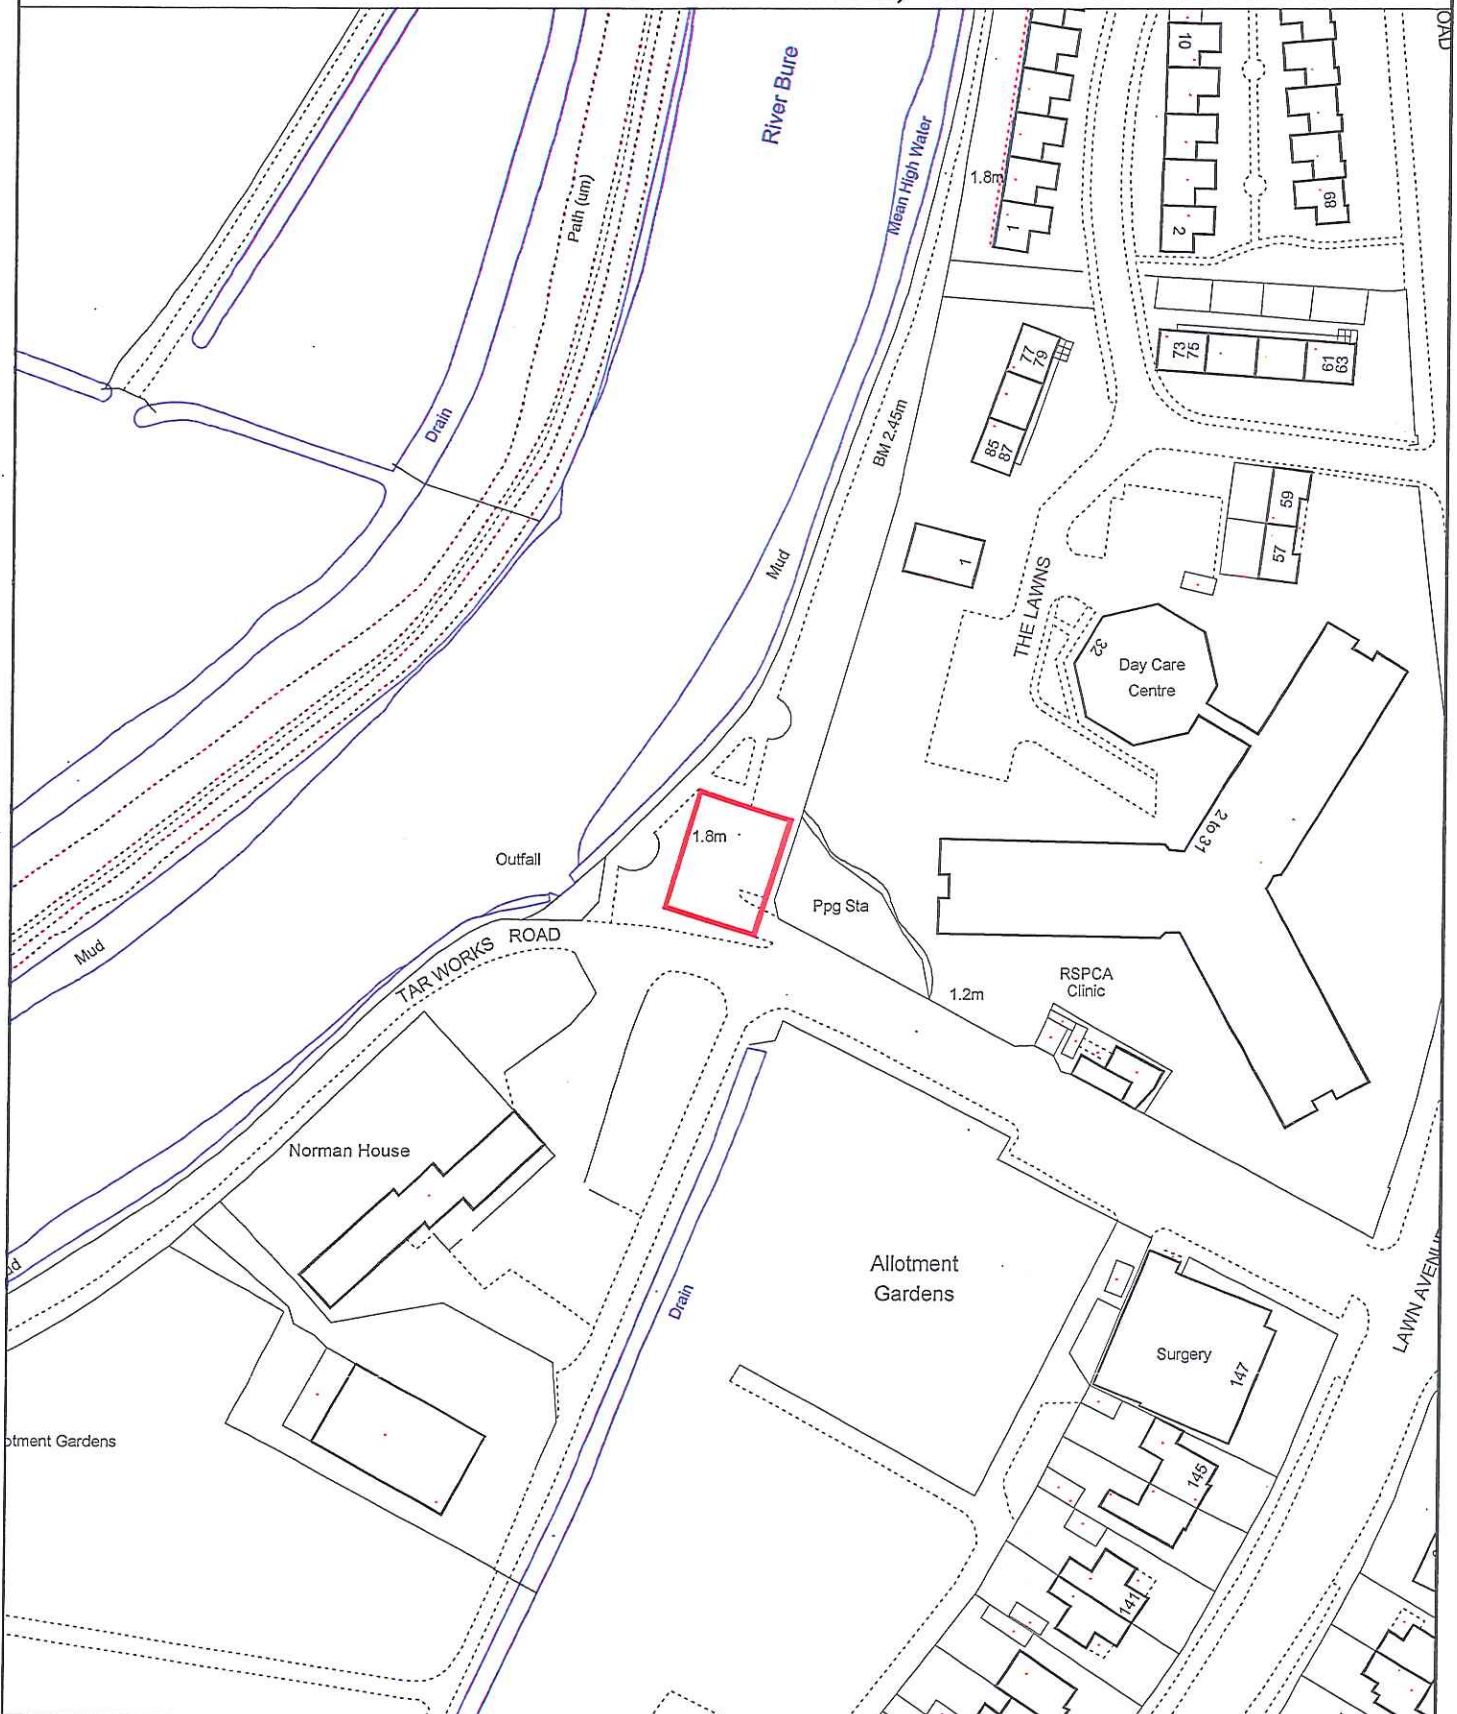 OAD
River Bure
10
Mean High Water
Path (um)
1.8m
1
2
89
77
79
73
75
61
63
Drain
BM 2.45m
85
87
59
57
1
Mud
THE LAWNS
32
Day Care
Centre
2 to 31
1.8m
Outfall
Ppg Sta
Mud
TAR WORKS ROAD
1.2m
RSPCA
Clinic
Norman House
Allotment
Gardens
Drain
LAWN AVENUE
Surgery
147
otment Gardens
145
141